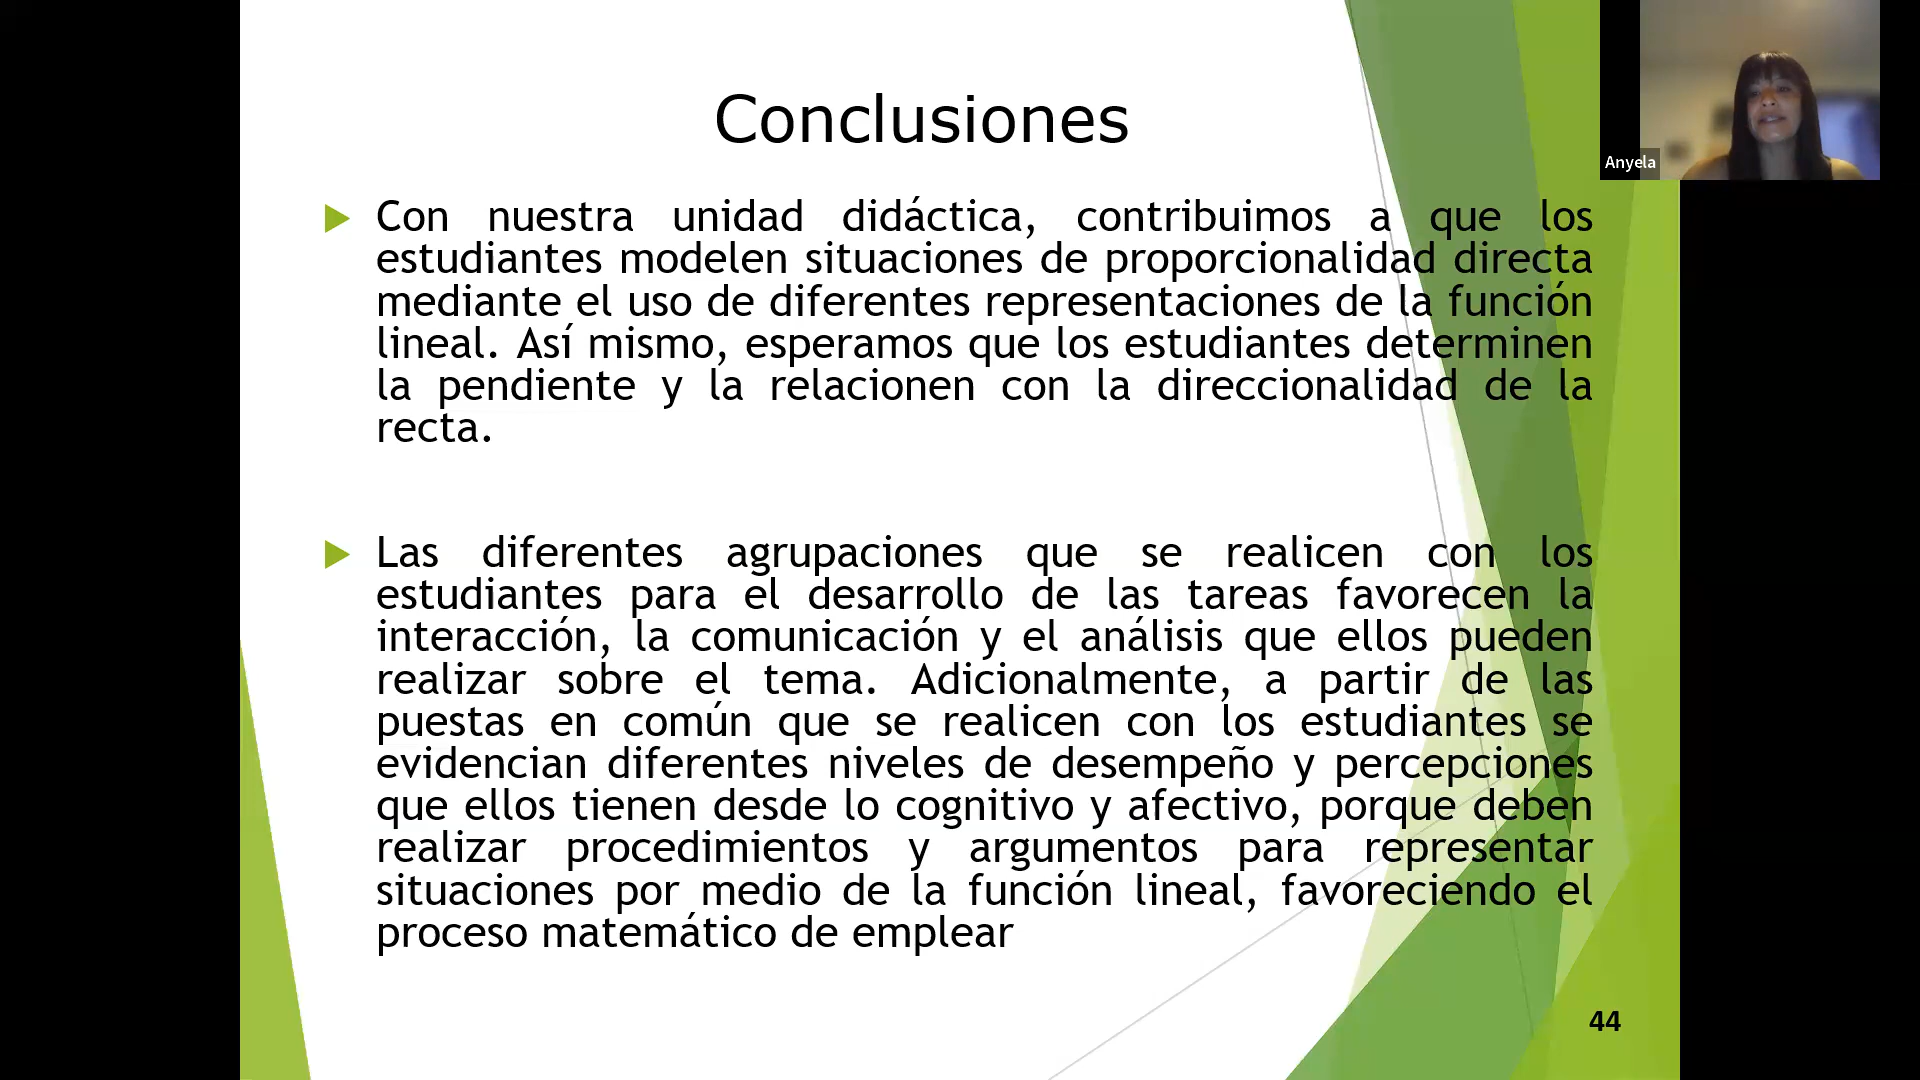 Conclusiones
Anyela
Con nuestra unidad didáctica, contribuimos a que los
estudiantes modelen situaciones de proporcionalidad directa
mediante el uso de diferentes representaciones de la función
lineal. Así mismo, esperamos que los estudiantes determinen
la pendiente y la relacionen con la direccionalidad de la
recta.
Las diferentes agrupaciones que se realicen con los
estudiantes para el desarrollo de las tareas favorecen la
interacción, la comunicación y el análisis que ellos pueden
realizar sobre el tema. Adicionalmente, a partir de las
puestas en común que se realicen con los estudiantes se
evidencian diferentes niveles de desempeño y percepciones
que ellos tienen desde lo cognitivo y afectivo, porque deben
realizar procedimientos y argumentos para representar
situaciones por medio de la función lineal, favoreciendo el
proceso matemático de emplear
44